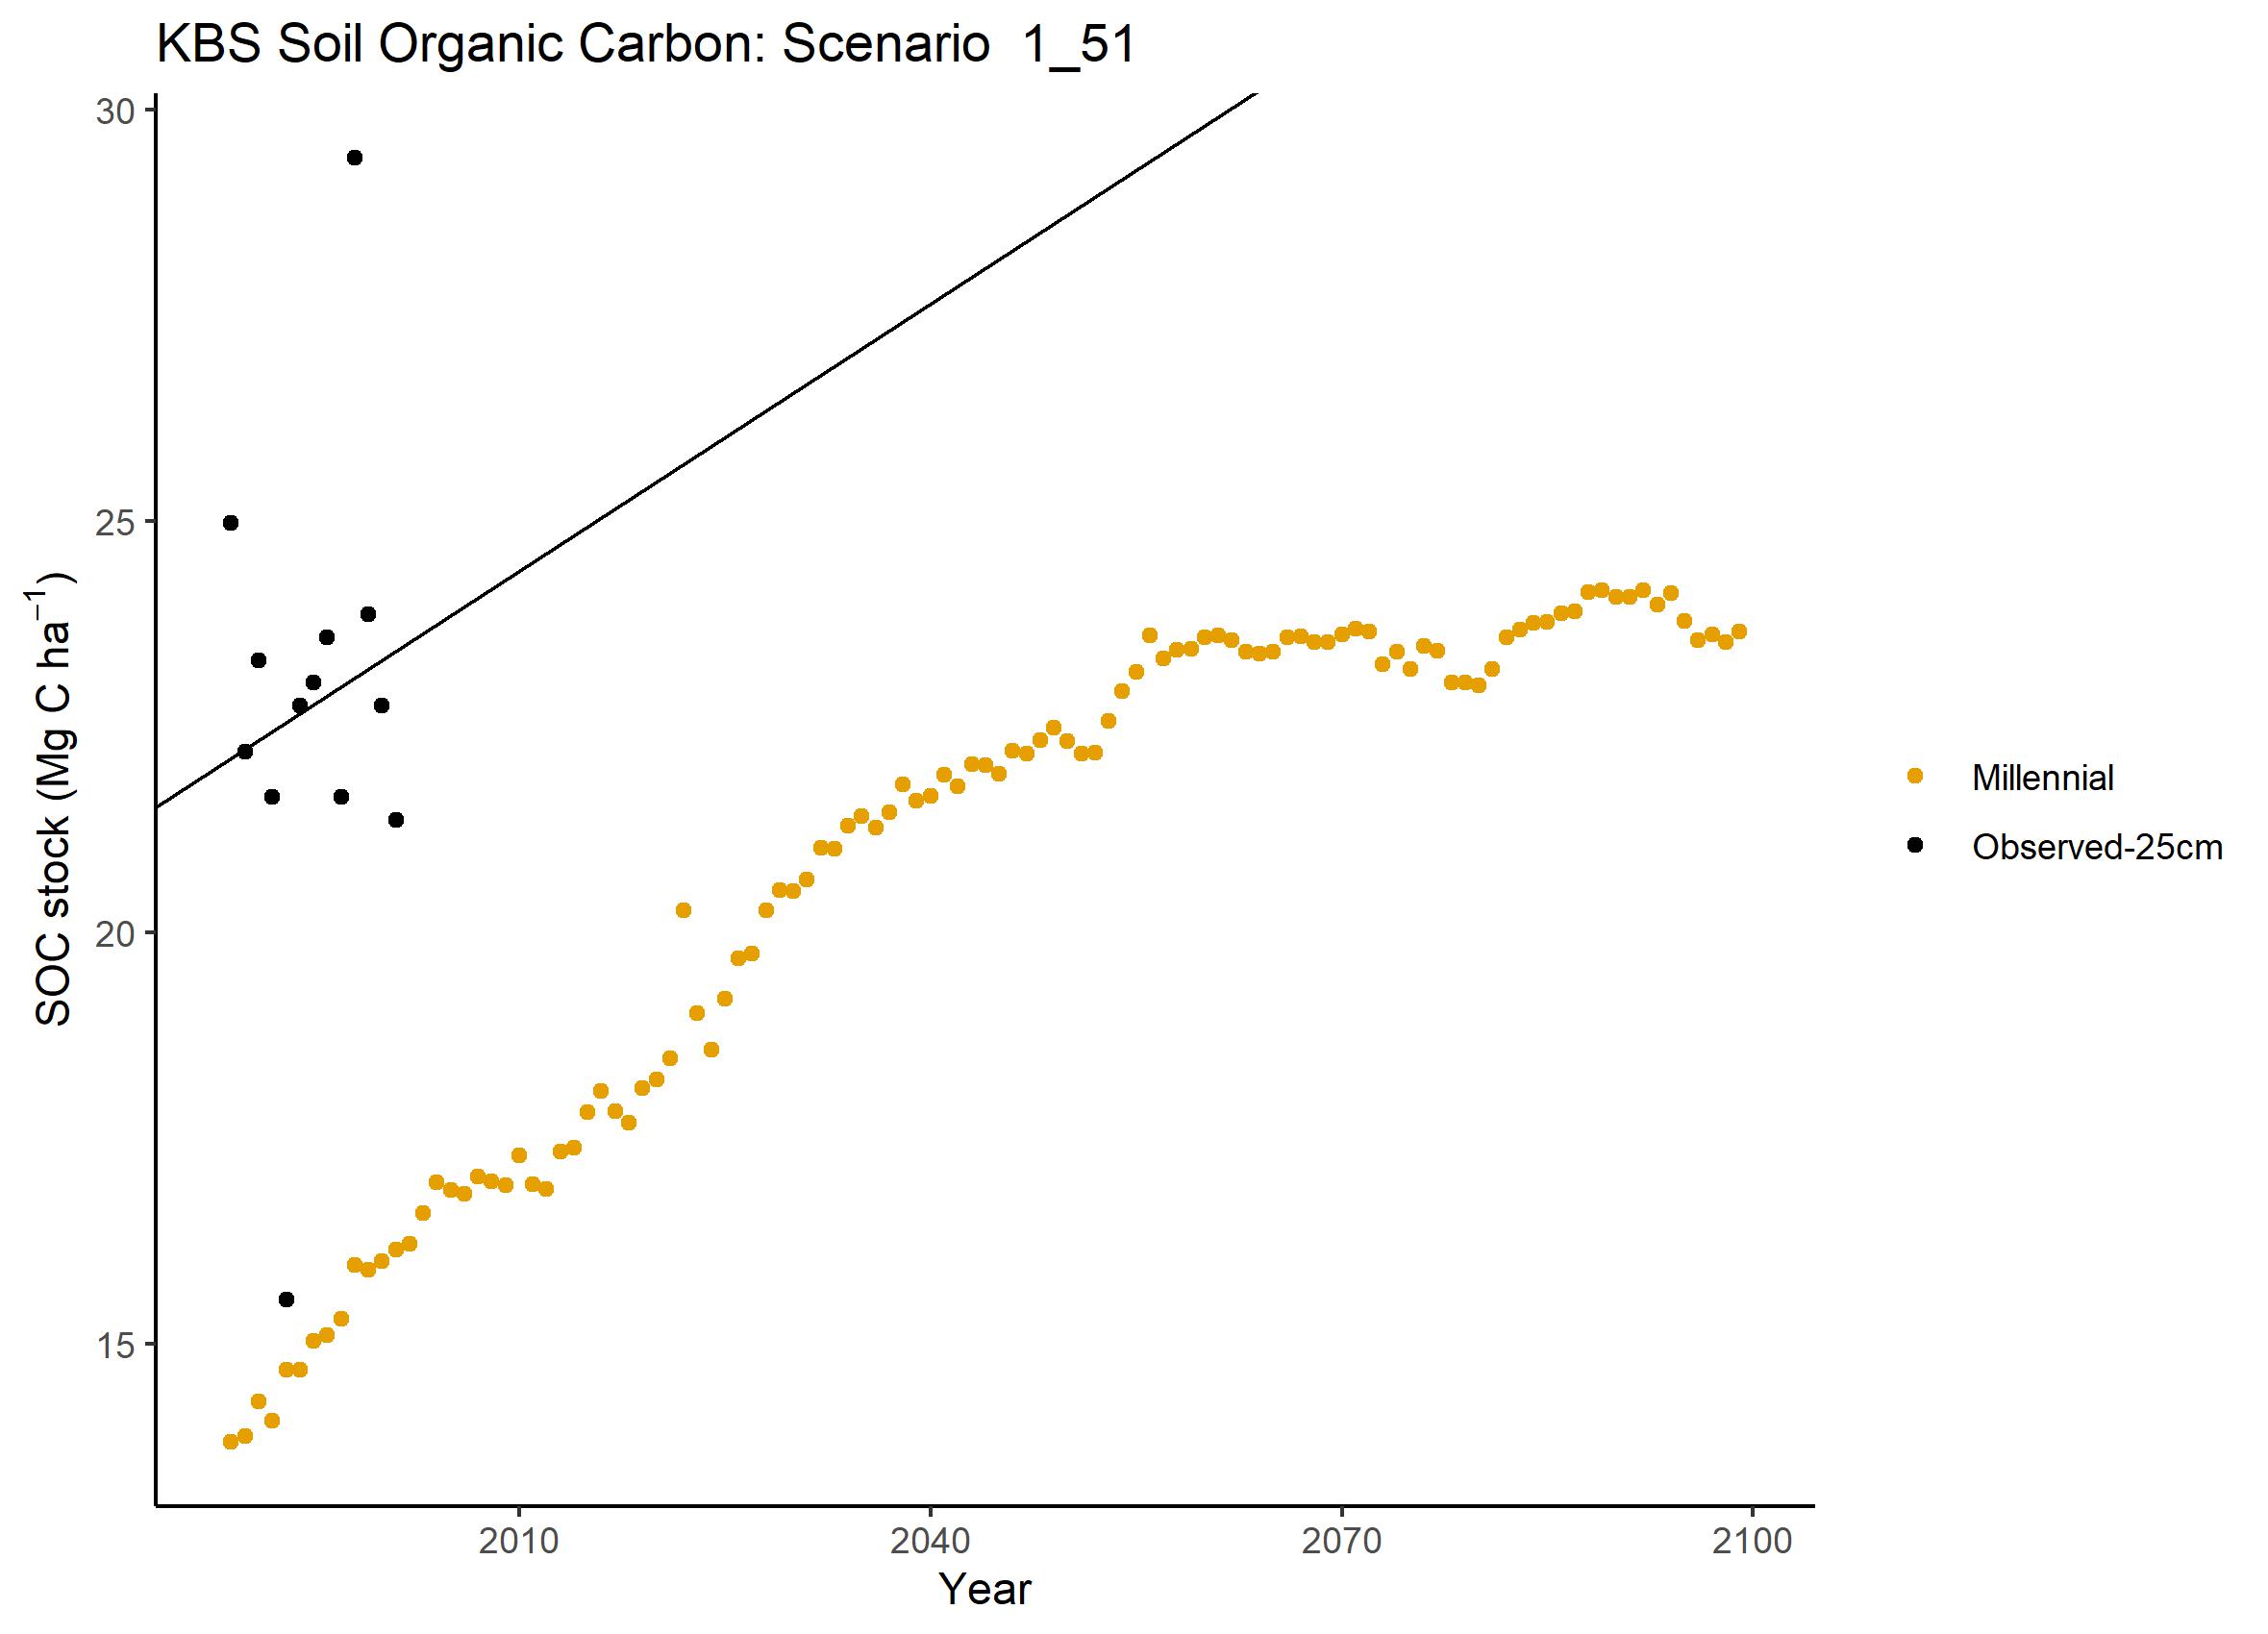 KBS Soil Organic Carbon: Scenario  1_51
30
25
20
15
SOC stock (Mg C ha⁻¹)
2010
2040
2070
2100
Year
Millennial
Observed-25cm